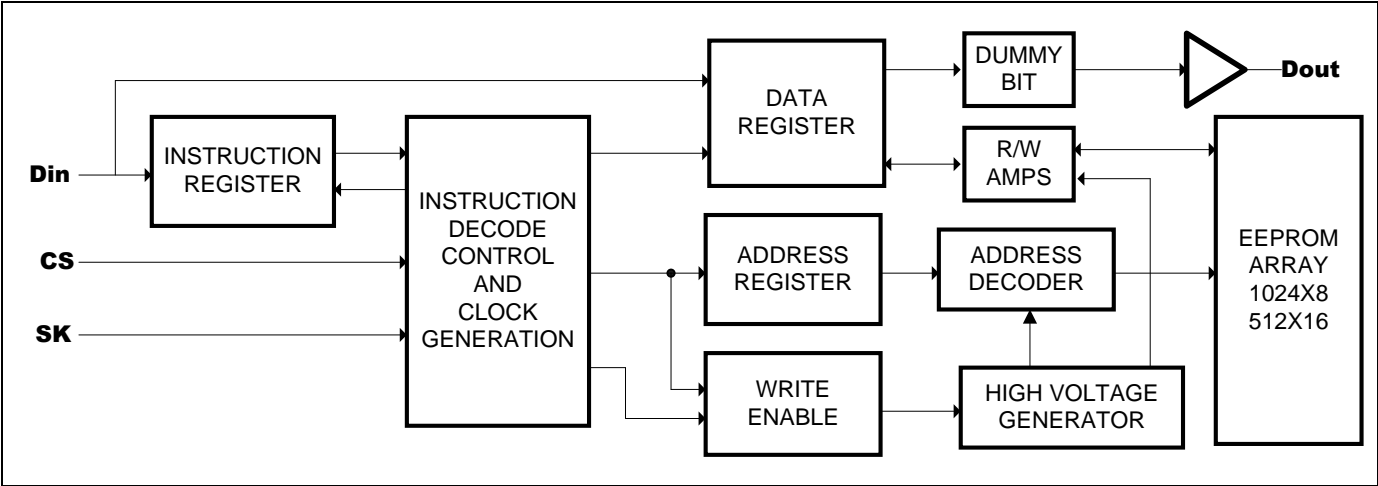 Din
CS
SK
INSTRUCTION
REGISTER
INSTRUCTION
DECODE
CONTROL
AND
CLOCK
GENERATION
DATA
REGISTER
DUMMY
BIT
Dout
R/W
AMPS
ADDRESS
REGISTER
ADDRESS
DECODER
WRITE
ENABLE
HIGH VOLTAGE
GENERATOR
EEPROM
ARRAY
1024X8
512X16